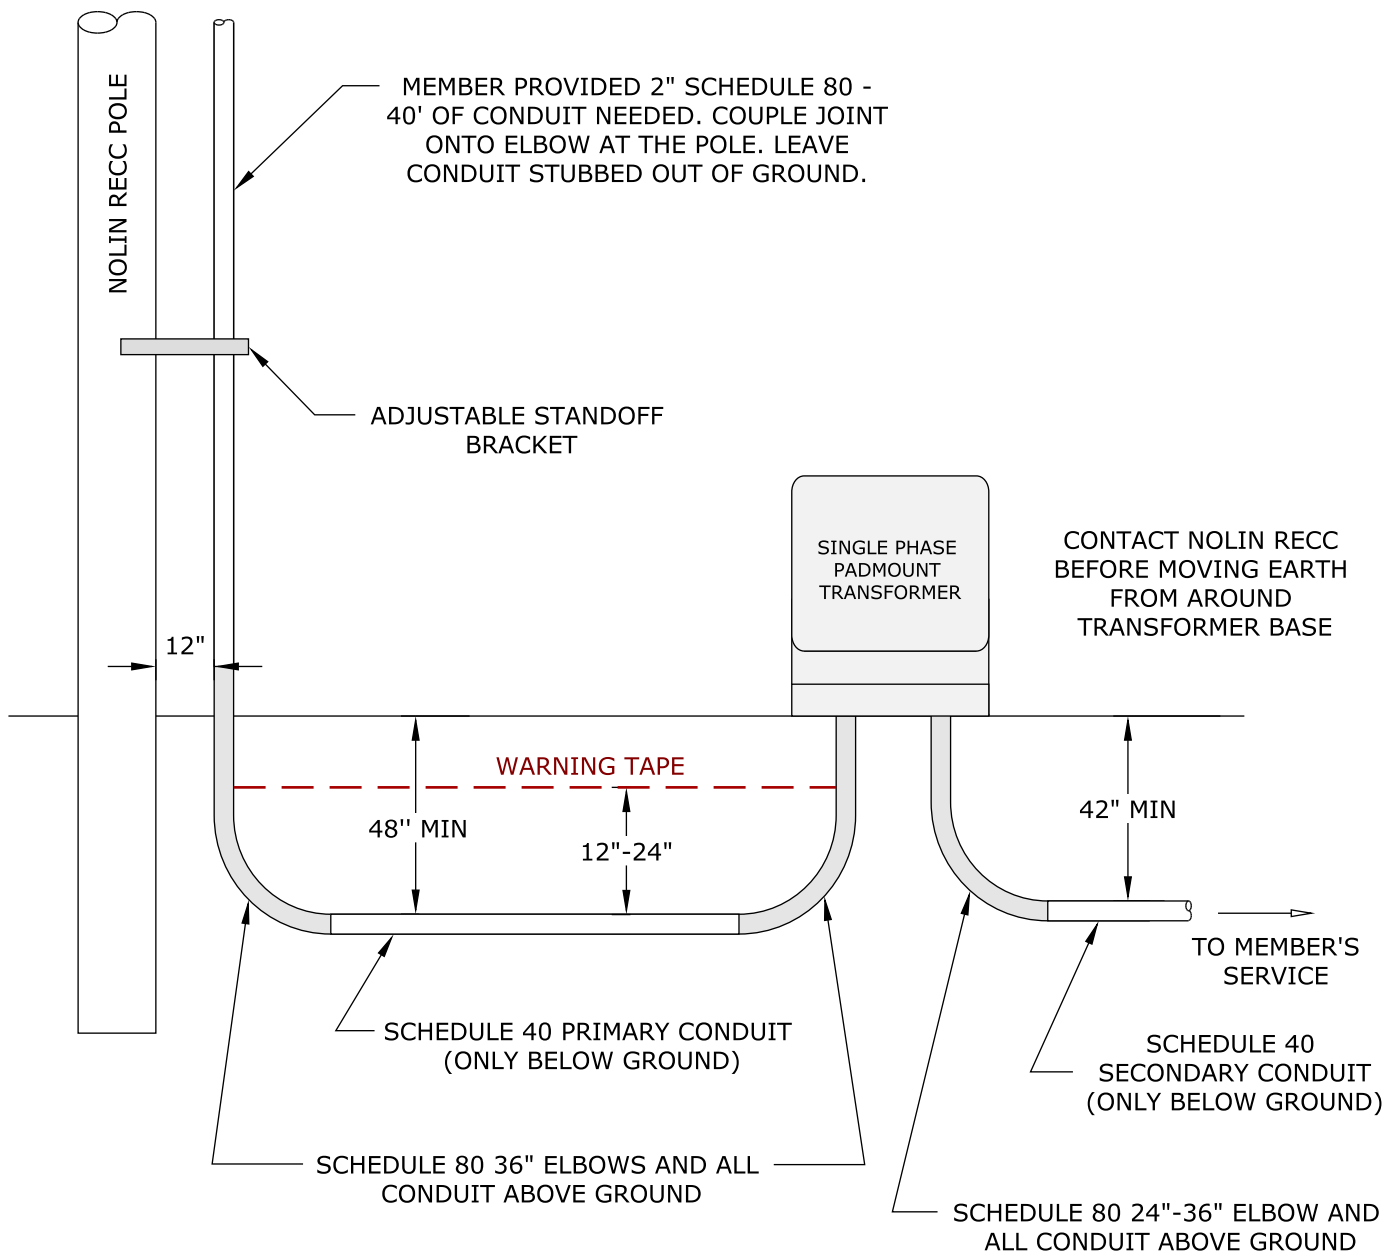 NOLIN RECC POLE
MEMBER PROVIDED 2" SCHEDULE 80 -
40' OF CONDUIT NEEDED. COUPLE JOINT
ONTO ELBOW AT THE POLE. LEAVE
CONDUIT STUBBED OUT OF GROUND.
ADJUSTABLE STANDOFF
BRACKET
SINGLE PHASE
PADMOUNT
TRANSFORMER
CONTACT NOLIN RECC
BEFORE MOVING EARTH
FROM AROUND
TRANSFORMER BASE
12"
WARNING TAPE
48'' MIN
12"-24"
42" MIN
TO MEMBER'S
SERVICE
SCHEDULE 40 PRIMARY CONDUIT
(ONLY BELOW GROUND)
SCHEDULE 40
SECONDARY CONDUIT
(ONLY BELOW GROUND)
SCHEDULE 80 36" ELBOWS AND ALL
CONDUIT ABOVE GROUND
SCHEDULE 80 24"-36" ELBOW AND
ALL CONDUIT ABOVE GROUND